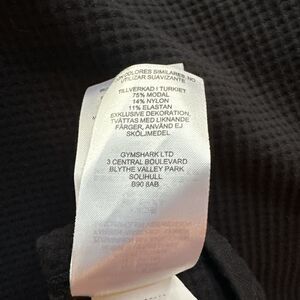 COLORES SIMILARES. NO
UTILIZAR SUAVIZANTE
TILLVERKAD I TURKIET
75% MODAL
14% NYLON
11% ELASTAN
EXKLUSIVE DEKORATION.
TVÄTTAS MED LIKNANDE
FÄRGER, ANVÄND EJ
SKÖLJMEDEL
GYMSHARK LTD
3 CENTRAL BOULEVARD
BLYTHE VALLEY PARK
SOLIHULL
B90 8AB